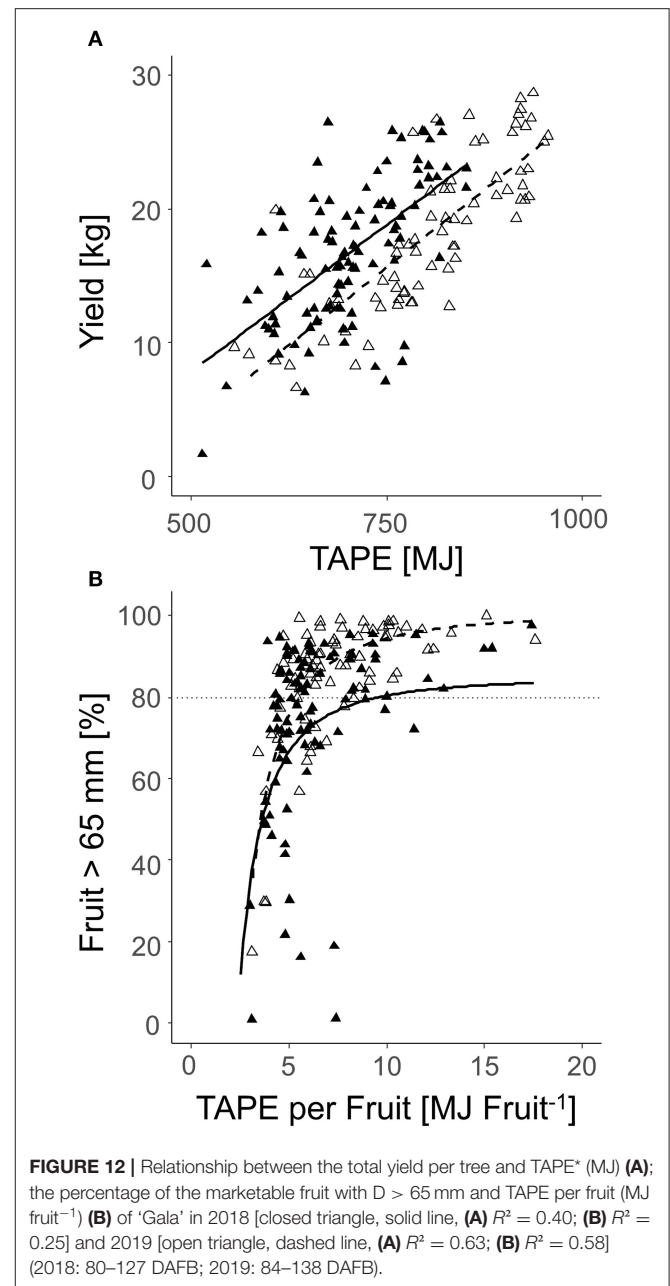 A
30
20
10
0
Yield [kg]
500
750
1000
TAPE [MJ]
B
100
80
60
40
20
0
Fruit > 65 mm [%]
0
5
10
15
20
TAPE per Fruit [MJ Fruit⁻¹]
FIGURE 12 | Relationship between the total yield per tree and TAPE* (MJ) (A);
the percentage of the marketable fruit with D > 65 mm and TAPE per fruit (MJ
fruit⁻¹) (B) of ‘Gala’ in 2018 [closed triangle, solid line, (A) R² = 0.40; (B) R² =
0.25] and 2019 [open triangle, dashed line, (A) R² = 0.63; (B) R² = 0.58]
(2018: 80–127 DAFB; 2019: 84–138 DAFB).